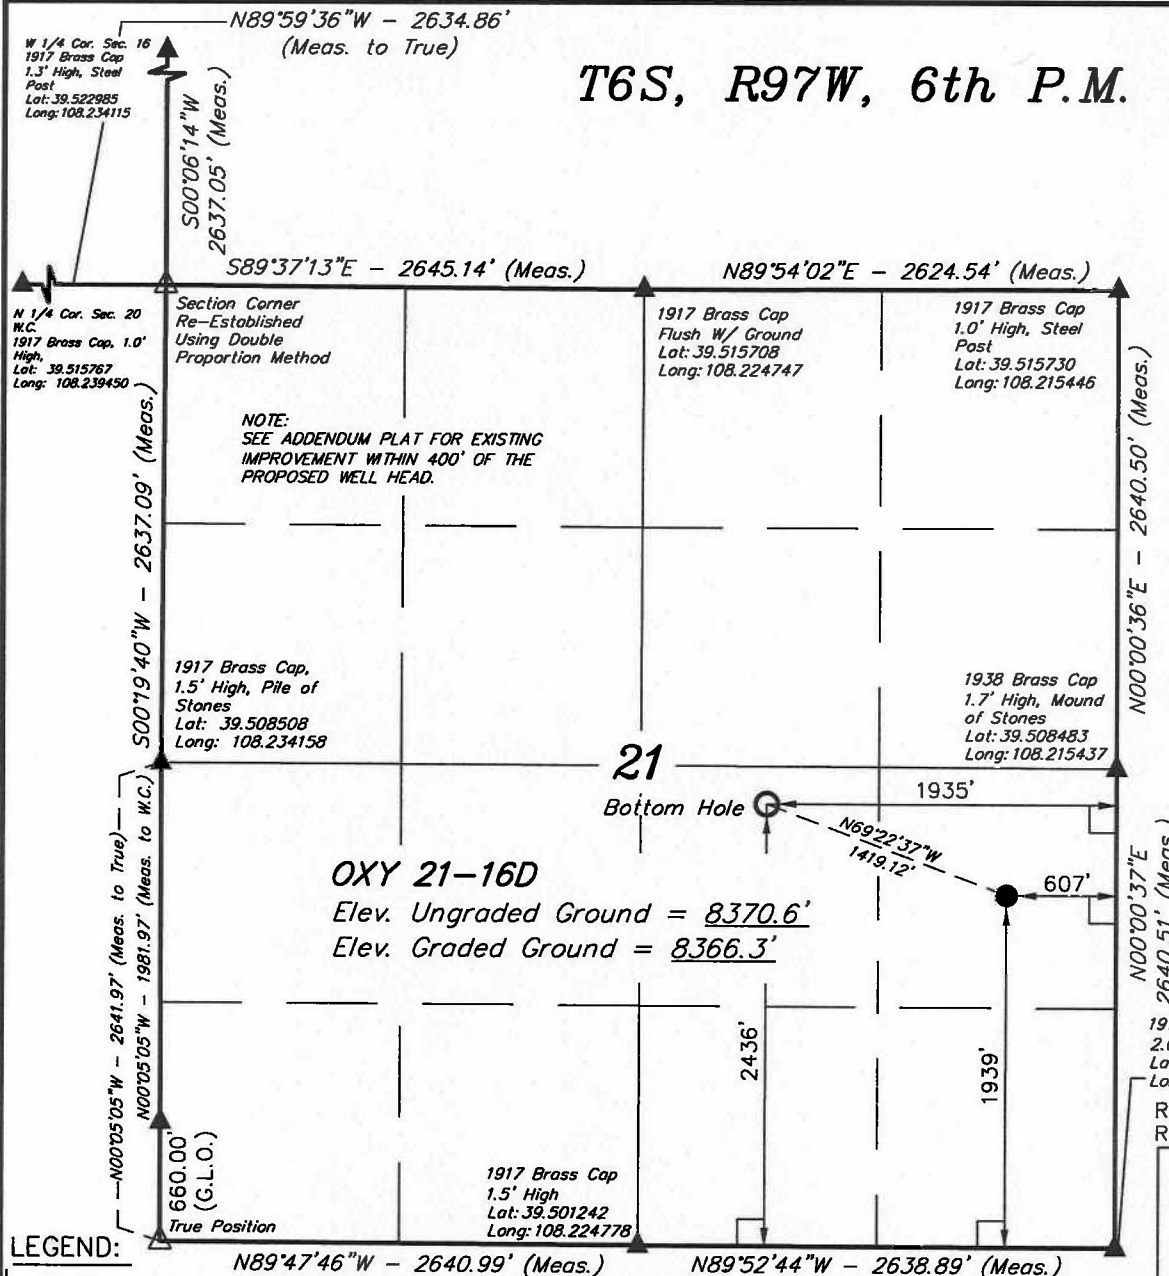 N89°59'36"W - 2634.86'
(Meas. to True)
W 1/4 Cor. Sec. 16
1917 Brass Cap
1.3' High, Steel
Post
Lat: 39.522985
Long: 108.234115
T6S, R97W, 6th P.M.
S00°06'14"W
2637.05' (Meas.)
S89°37'13"E - 2645.14' (Meas.)
N89°54'02"E - 2624.54' (Meas.)
N 1/4 Cor. Sec. 20
W.C.
1917 Brass Cap, 1.0'
High,
Lat: 39.515767
Long: 108.239450
Section Corner
Re-Established
Using Double
Proportion Method
1917 Brass Cap
Flush W/ Ground
Lat: 39.515708
Long: 108.224747
1917 Brass Cap
1.0' High, Steel
Post
Lat: 39.515730
Long: 108.215446
NOTE:
SEE ADDENDUM PLAT FOR EXISTING
IMPROVEMENT WITHIN 400' OF THE
PROPOSED WELL HEAD.
S00°19'40"W - 2637.09' (Meas.)
N00°00'36"E - 2640.50' (Meas.)
1917 Brass Cap,
1.5' High, Pile of
Stones
Lat: 39.508508
Long: 108.234158
1938 Brass Cap
1.7' High, Mound
of Stones
Lat: 39.508483
Long: 108.215437
21
Bottom Hole
1935'
N69°22'37"W
1419.12'
607'
OXY 21-16D
Elev. Ungraded Ground = 8370.6'
Elev. Graded Ground = 8366.3'
N00°05'05"W - 2641.97' (Meas. to True)
N00°05'05"W - 1981.97' (Meas. to W.C.)
N00°00'37"E
2640.51' (Meas.)
2436'
1939'
19
2.
La
Lo
R
R
660.00'
(G.L.O.)
True Position
1917 Brass Cap
1.5' High
Lat: 39.501242
Long: 108.224778
LEGEND:
N89°47'46"W - 2640.99' (Meas.)
N89°52'44"W - 2638.89' (Meas.)